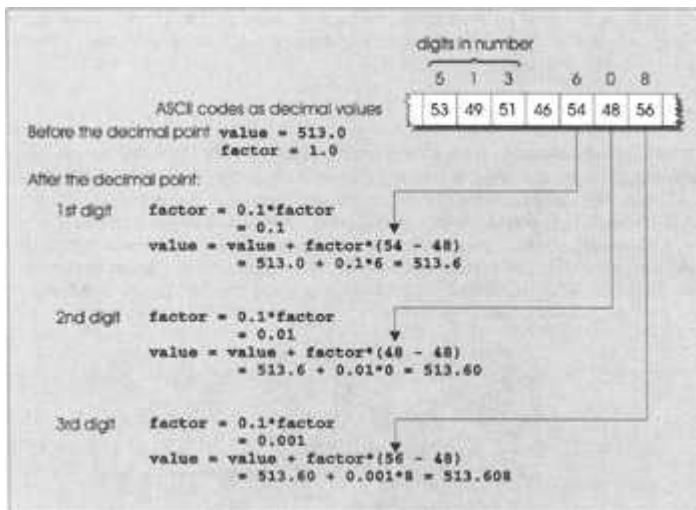 digits in number
5 1 3 6 0 8
ASCII codes as decimal values 53 49 51 46 54 48 56
Before the decimal point value = 513.0
factor = 1.0
After the decimal point:
1st digit factor = 0.1*factor
= 0.1
value = value + factor*(54 - 48)
= 513.0 + 0.1*6 = 513.6
2nd digit factor = 0.1*factor
= 0.01
value = value + factor*(48 - 48)
= 513.6 + 0.01*0 = 513.60
3rd digit factor = 0.1*factor
= 0.001
value = value + factor*(56 - 48)
= 513.60 + 0.001*8 = 513.608